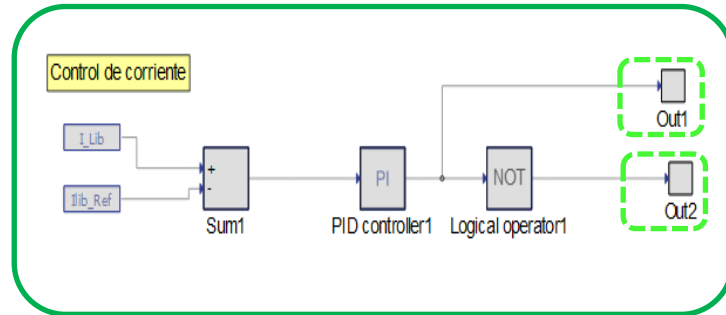 Control de corriente
I_Lib
Ilib_Ref
+
-
Sum1
PI
PID controller1
NOT
Logical operator1
Out1
Out2